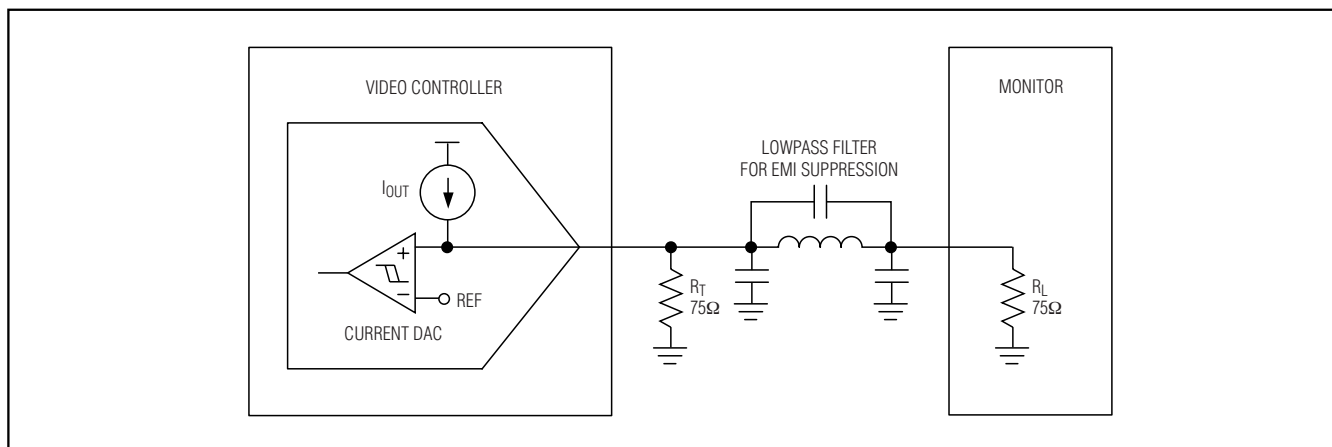 VIDEO CONTROLLER
MONITOR
LOWPASS FILTER
FOR EMI SUPPRESSION
IOUT
+
−
REF
CURRENT DAC
RT
75Ω
RL
75Ω